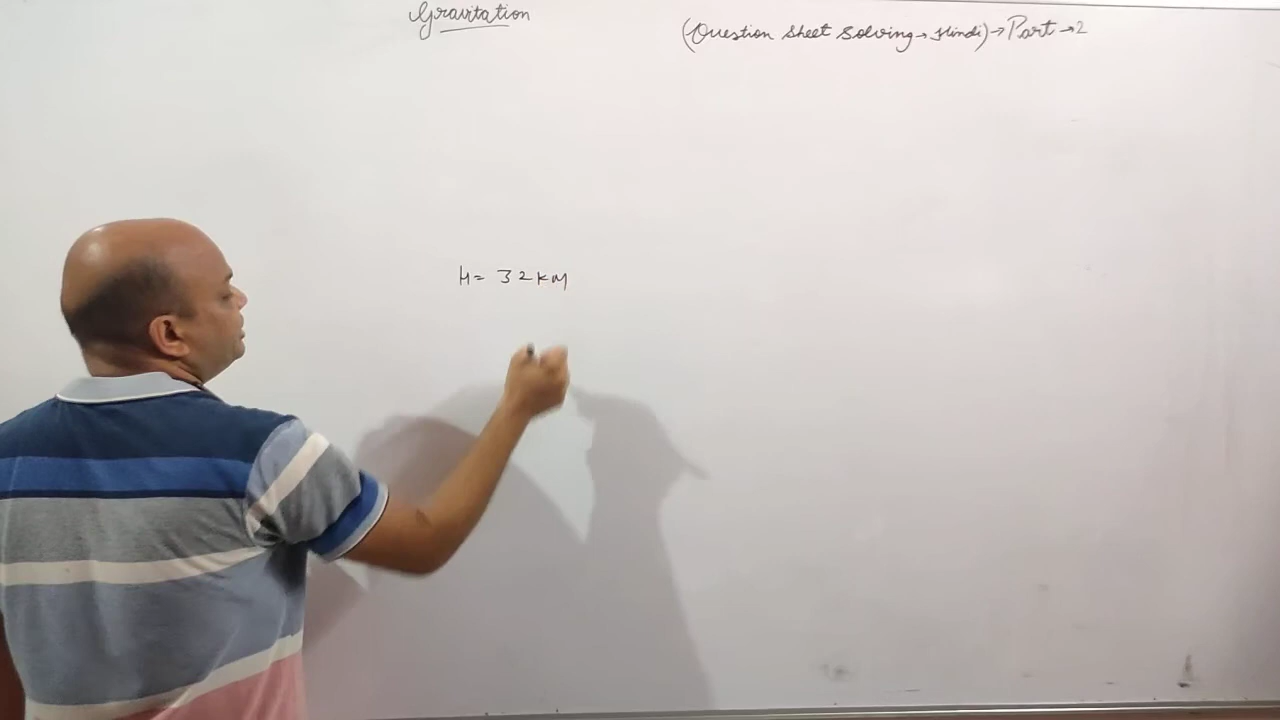 Gravitation
(Question Sheet Solving → Hindi) → Part → 2
H = 32 KM